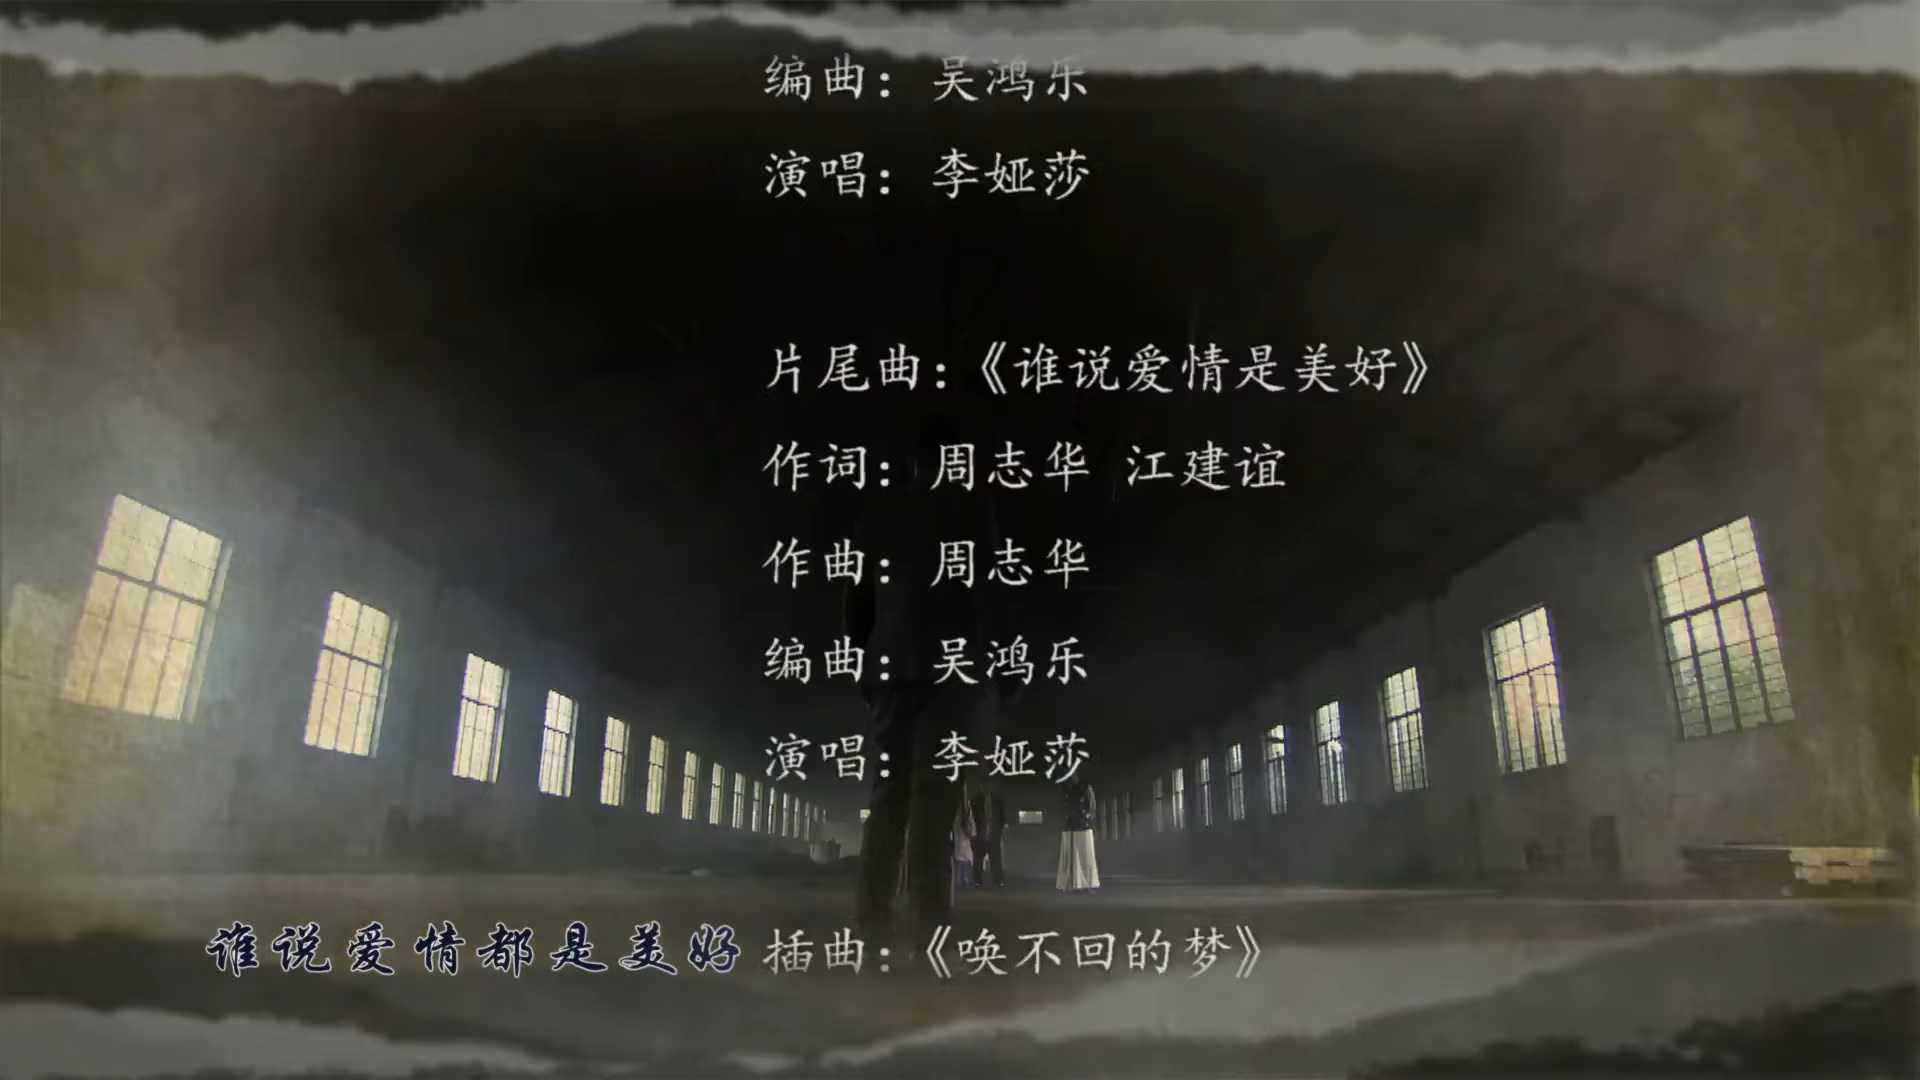 编曲：吴鸿乐
演唱：李娅莎
片尾曲：《谁说爱情是美好》
作词：周志华 江建谊
作曲：周志华
编曲：吴鸿乐
演唱：李娅莎
插曲：《唤不回的梦》
谁说爱情都是美好